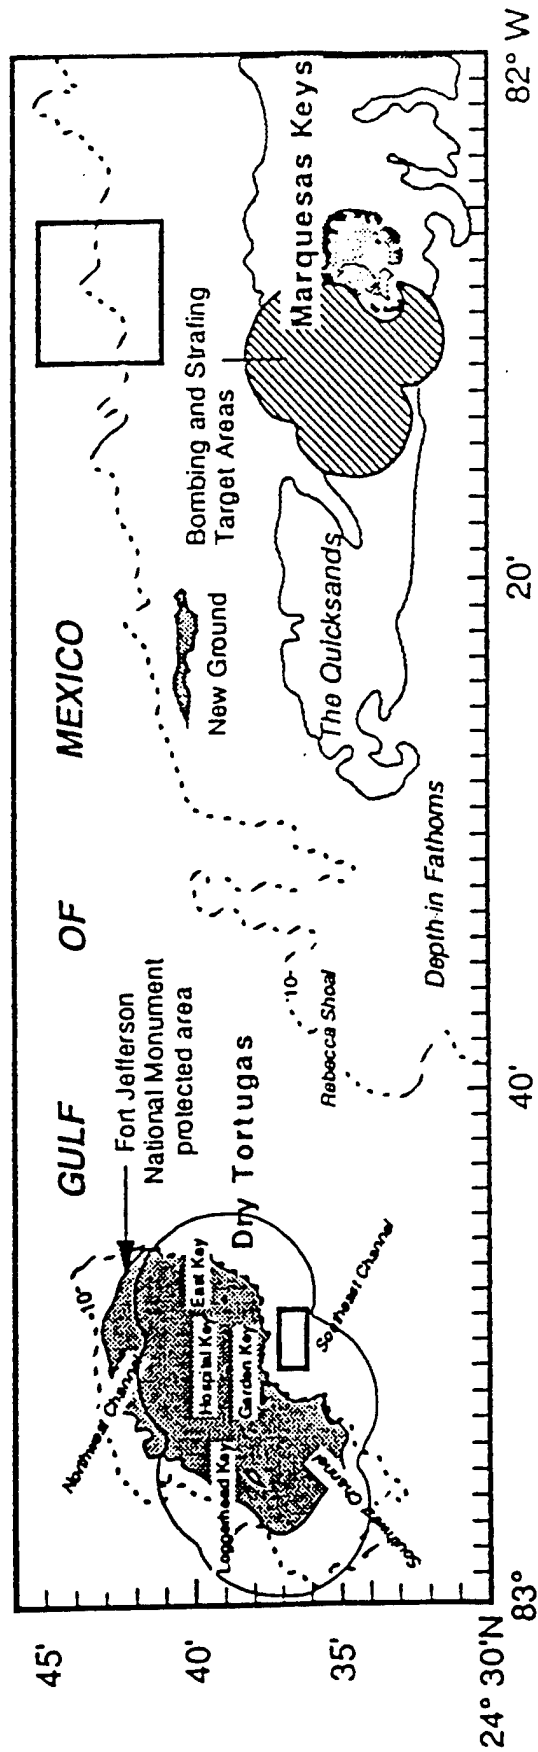 GULF OF MEXICO
Fort Jefferson
National Monument
protected area
-10-
Northwest Channel
East Key
Hospital Key
Garden Key
Loggerhead Key
Dry Tortugas
Southeast Channel
Southwest Channel
-10-
Rebecca Shoal
New Ground
Bombing and Strafing
Target Areas
Marquesas Keys
The Quicksands
Depth in Fathoms
45'
40'
35'
24° 30'N
83°
40'
20'
82° W